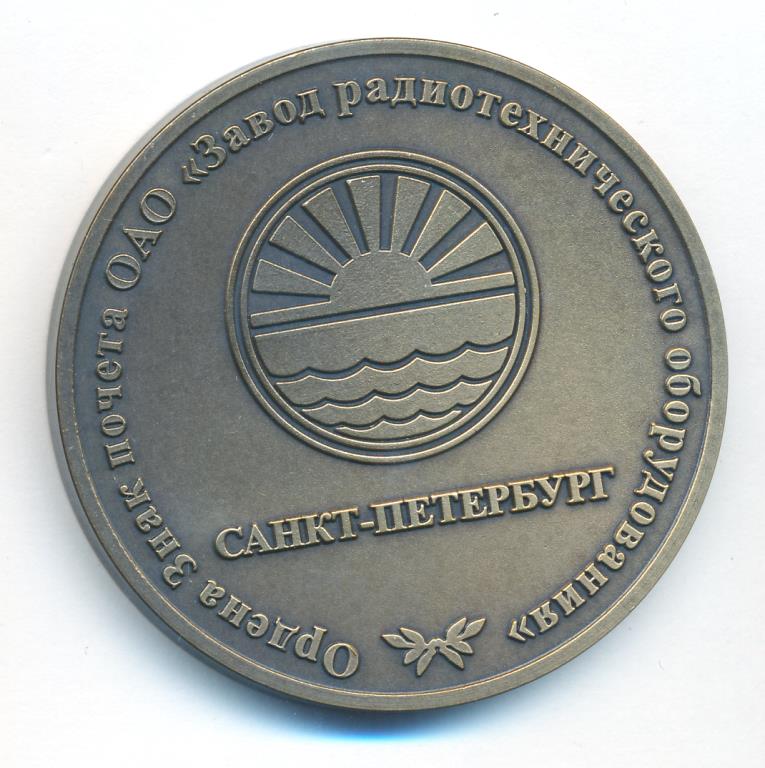 Ордена Знак почета ОАО «Завод радиотехнического оборудования»
САНКТ-ПЕТЕРБУРГ